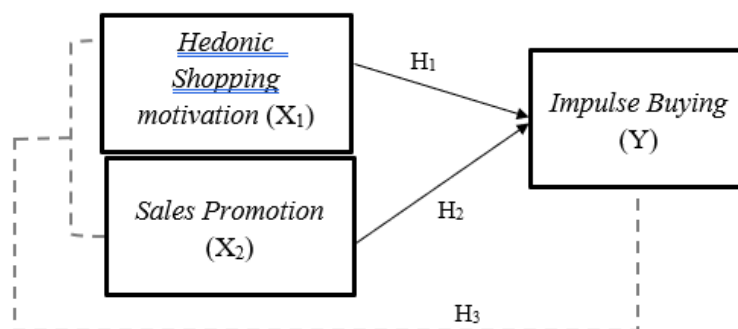 Hedonic
Shopping
motivation (X₁)
H₁
Impulse Buying
(Y)
Sales Promotion
(X₂)
H₂
H₃